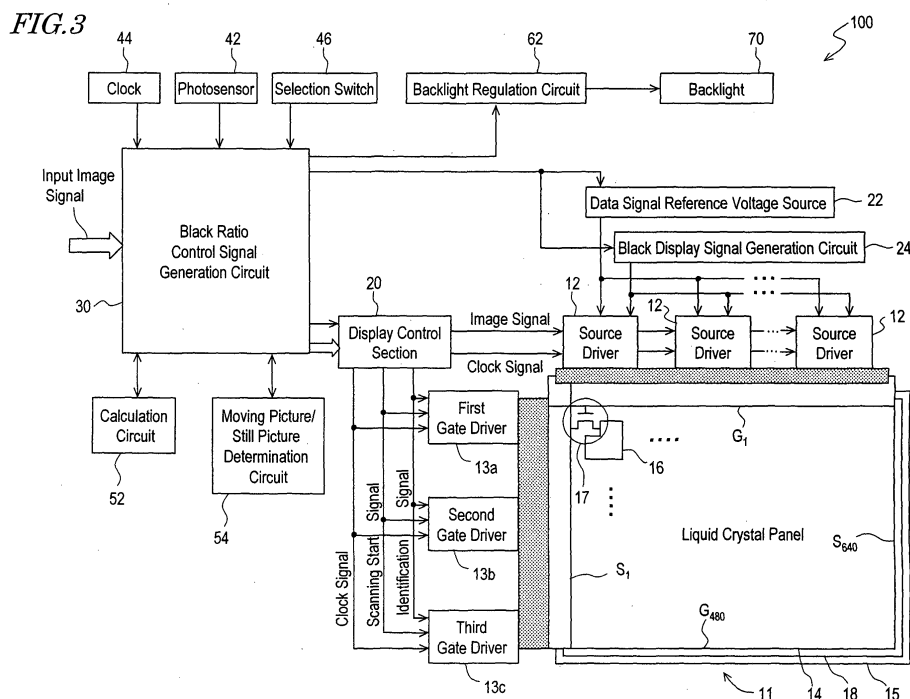 FIG.3
100
44
42
46
62
70
Clock
Photosensor
Selection Switch
Backlight Regulation Circuit
Backlight
Input Image
Signal
Black Ratio
Control Signal
Generation Circuit
30
Data Signal Reference Voltage Source
22
Black Display Signal Generation Circuit
24
20
Display Control
Section
Image Signal
Clock Signal
12
Source
Driver
12
Source
Driver
12
Source
Driver
Calculation
Circuit
52
Moving Picture/
Still Picture
Determination
Circuit
54
Clock Signal
Scanning Start Signal
Identification Signal
First
Gate Driver
13a
Second
Gate Driver
13b
Third
Gate Driver
13c
G1
16
17
Liquid Crystal Panel
S640
S1
G480
11
14
18
15